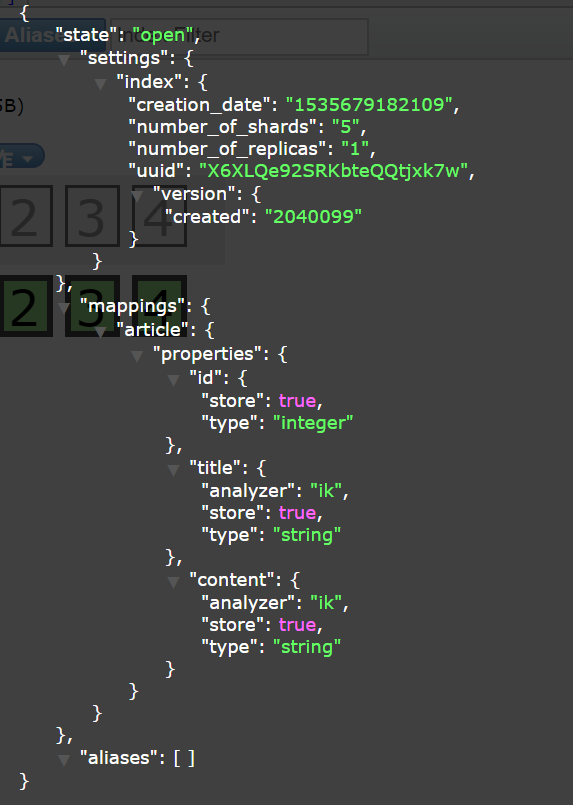 {
"state": "open",
"settings": {
"index": {
"creation_date": "1535679182109",
"number_of_shards": "5",
"number_of_replicas": "1",
"uuid": "X6XLQe92SRKbteQQtjxk7w",
"version": {
"created": "2040099"
}
}
},
"mappings": {
"article": {
"properties": {
"id": {
"store": true,
"type": "integer"
},
"title": {
"analyzer": "ik",
"store": true,
"type": "string"
},
"content": {
"analyzer": "ik",
"store": true,
"type": "string"
}
}
}
},
"aliases": [ ]
}
Alias
B)
作
2 3 4
2 3 4